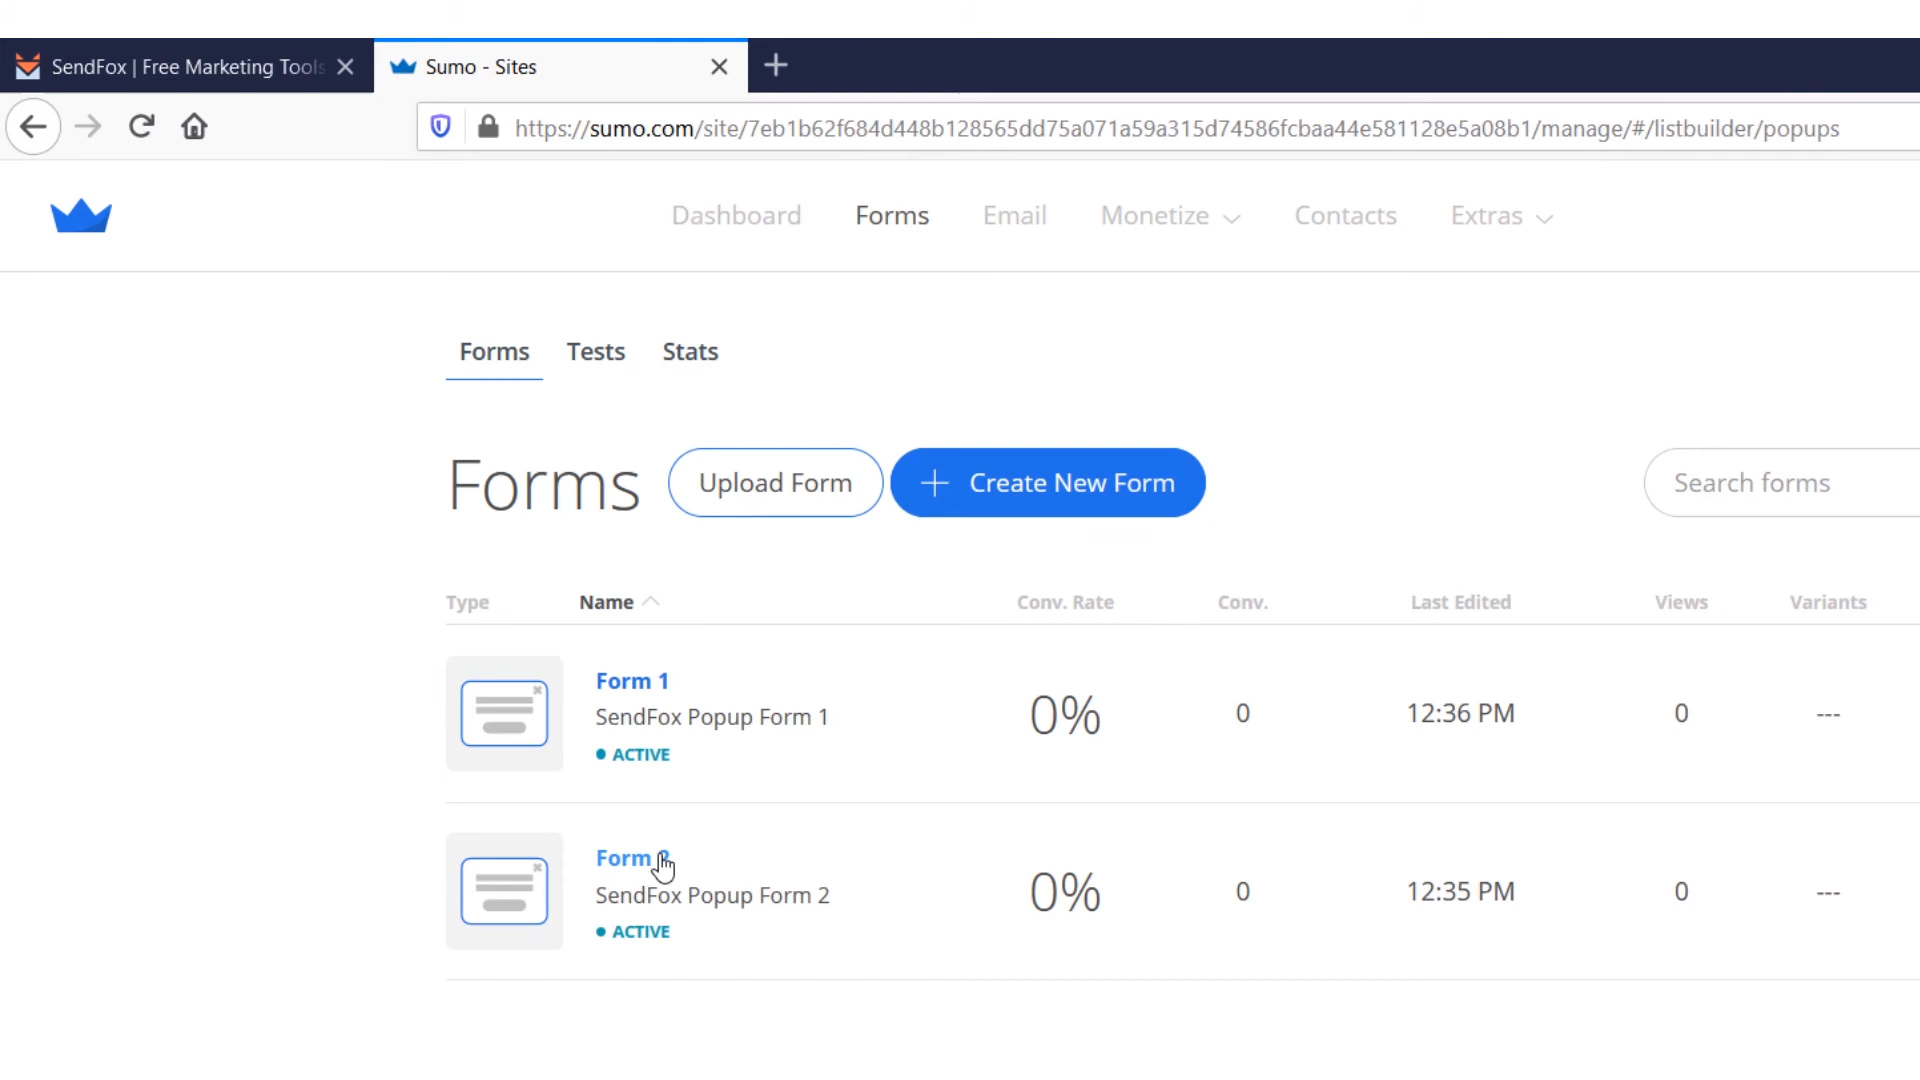 SendFox | Free Marketing Tools
Sumo - Sites
https://sumo.com/site/7eb1b62f684d448b128565dd75a071a59a315d74586fcbaa44e581128e5a08b1/manage/#/listbuilder/popups
Dashboard Forms Email Monetize Contacts Extras
Forms Tests Stats
Forms Upload Form + Create New Form Search forms
Type Name Conv. Rate Conv. Last Edited Views Variants
Form 1
SendFox Popup Form 1
ACTIVE
0% 0 12:36 PM 0 ---
Form 2
SendFox Popup Form 2
ACTIVE
0% 0 12:35 PM 0 ---